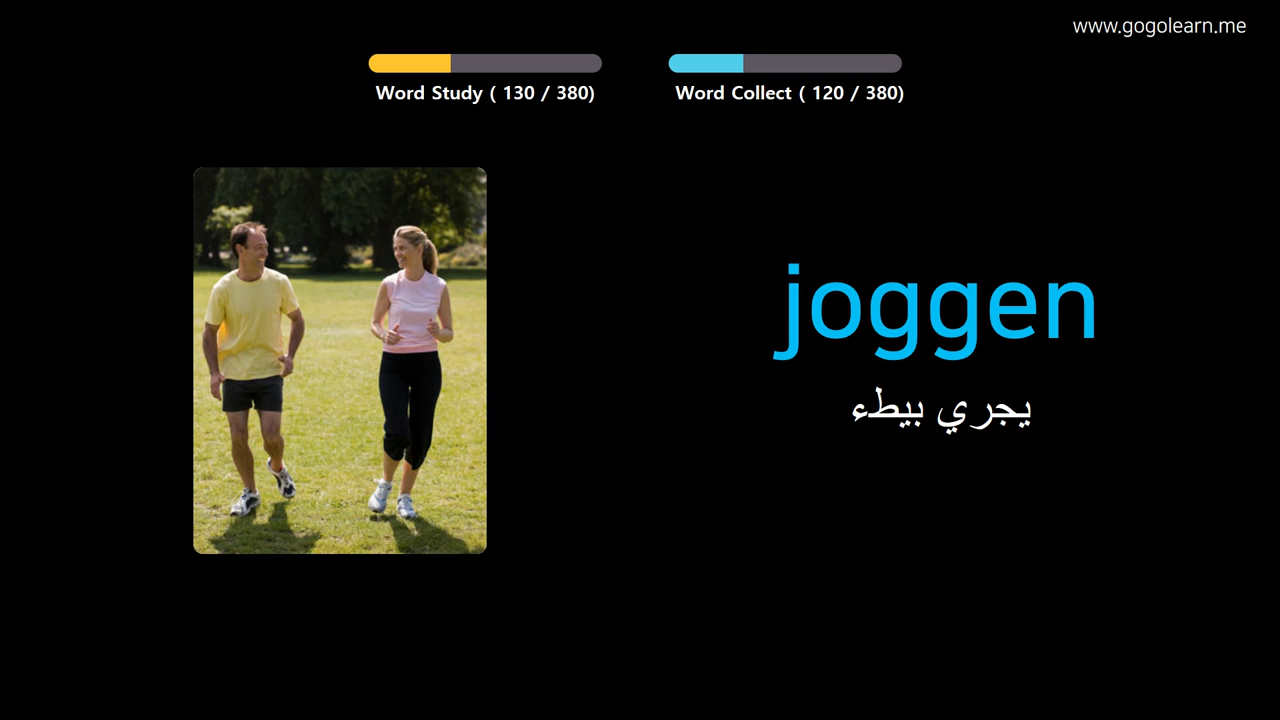 www.gogolearn.me
Word Study ( 130 / 380)
Word Collect ( 120 / 380)
joggen
يجري ببطء